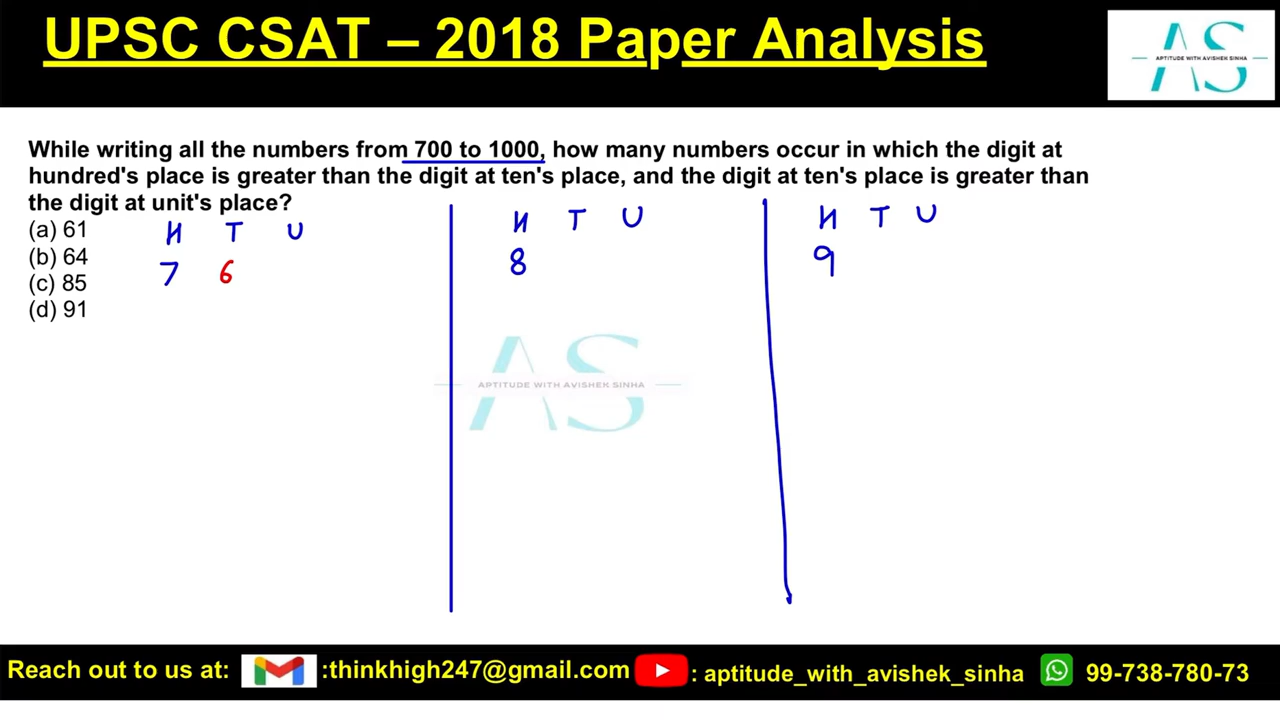 UPSC CSAT – 2018 Paper Analysis
AS
APTITUDE WITH AVISHEK SINHA
While writing all the numbers from 700 to 1000, how many numbers occur in which the digit at
hundred's place is greater than the digit at ten's place, and the digit at ten's place is greater than
the digit at unit's place?
(a) 61
(b) 64
(c) 85
(d) 91
H T U
7 6
H T U
8
H T U
9
AS
APTITUDE WITH AVISHEK SINHA
Reach out to us at: :thinkhigh247@gmail.com : aptitude_with_avishek_sinha 99-738-780-73